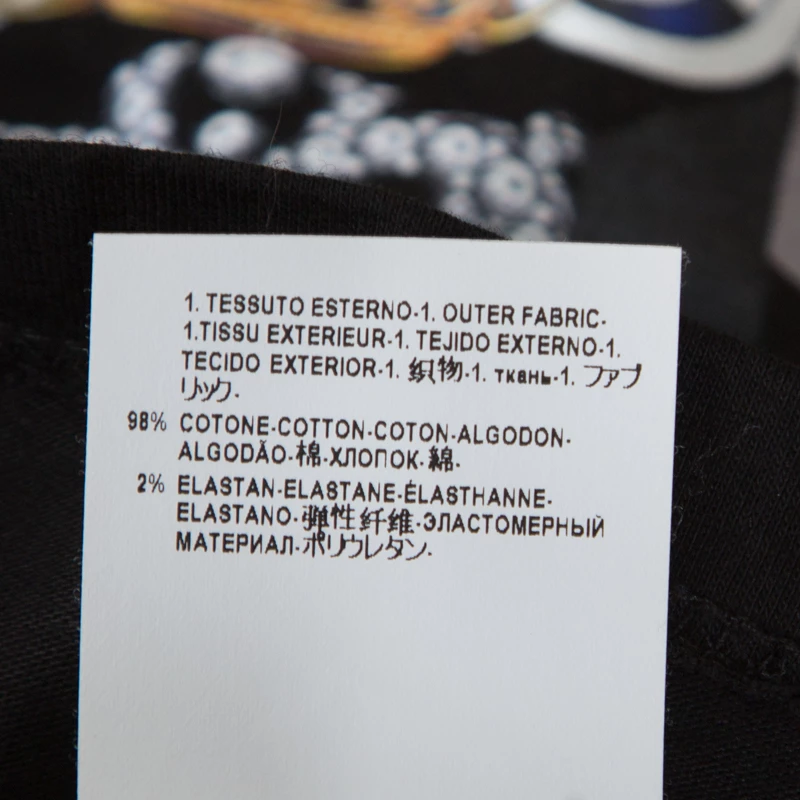 1. TESSUTO ESTERNO-1. OUTER FABRIC-
1.TISSU EXTERIEUR-1. TEJIDO EXTERNO-1.
TECIDO EXTERIOR-1. 织物-1. ткань-1. ファブ
リック-
98% COTONE-COTTON-COTON-ALGODON-
ALGODÃO-棉-ХЛОПОК-綿-
2% ELASTAN-ELASTANE-ÉLASTHANNE-
ELASTANO-弹性纤维-ЭЛАСТОМЕРНЫЙ
МАТЕРИАЛ-ポリウレタン-